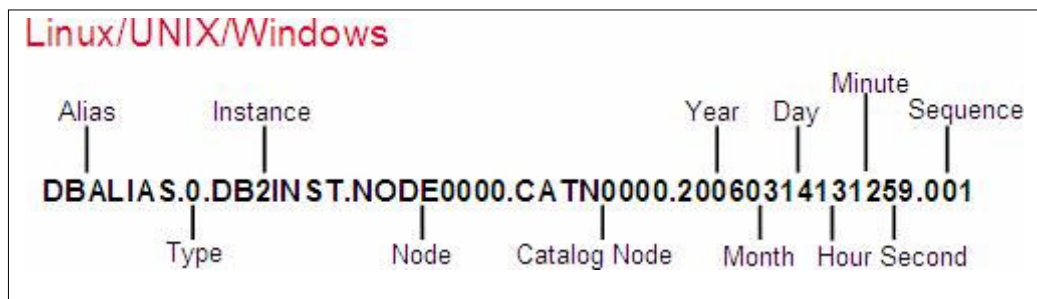 Linux/UNIX/Windows
Minute
Alias Instance Year Day Sequence
DBALIAS.0.DB2INST.NODE0000.CATN0000.20060314131259.001
Type Node Catalog Node Month Hour Second